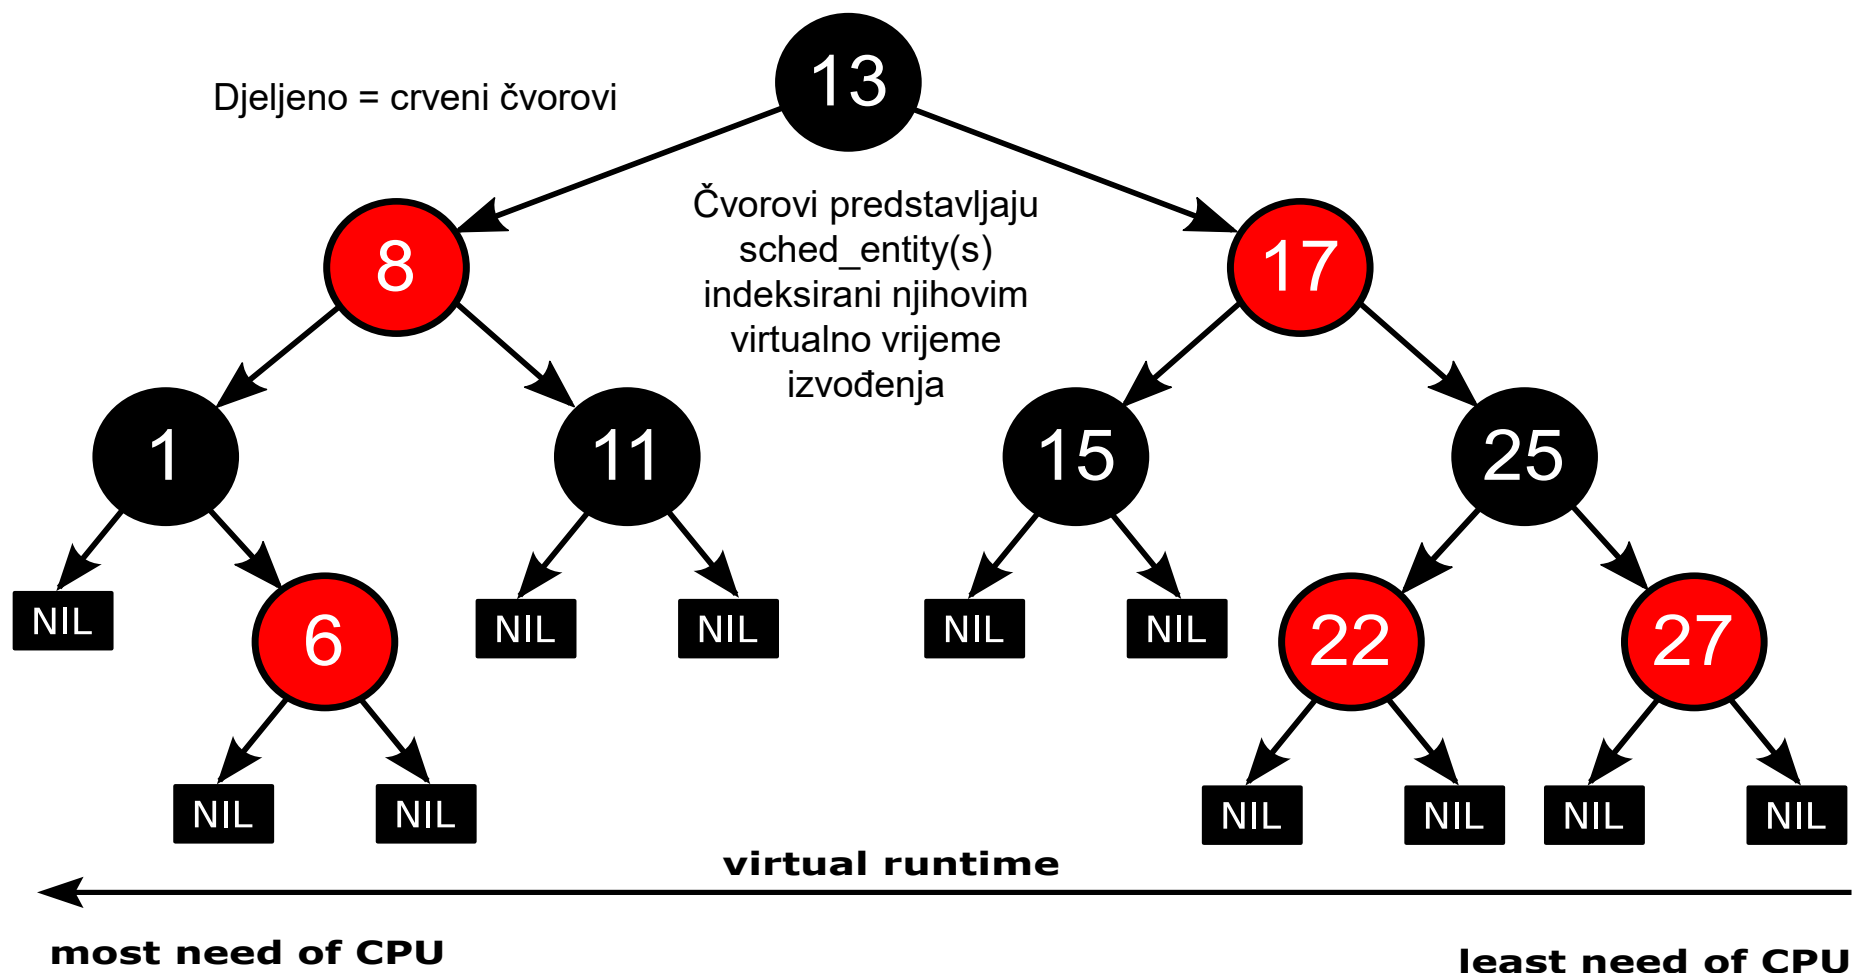 13
Djeljeno = crveni čvorovi
Čvorovi predstavljaju
sched_entity(s)
indeksirani njihovim
virtualno vrijeme
izvođenja
8
17
1
11
15
25
NIL
6
NIL
NIL
NIL
NIL
22
27
NIL
NIL
NIL
NIL
NIL
NIL
virtual runtime
most need of CPU
least need of CPU